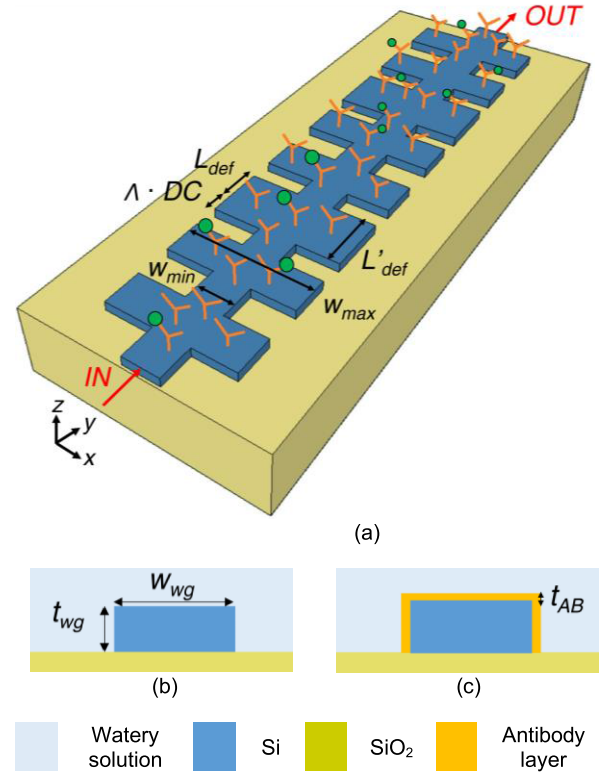 OUT
L_def
Λ · DC
L'_def
w_min
w_max
IN
z
y
x
(a)
w_wg
t_wg
t_AB
(b)
(c)
Watery solution
Si
SiO₂
Antibody layer